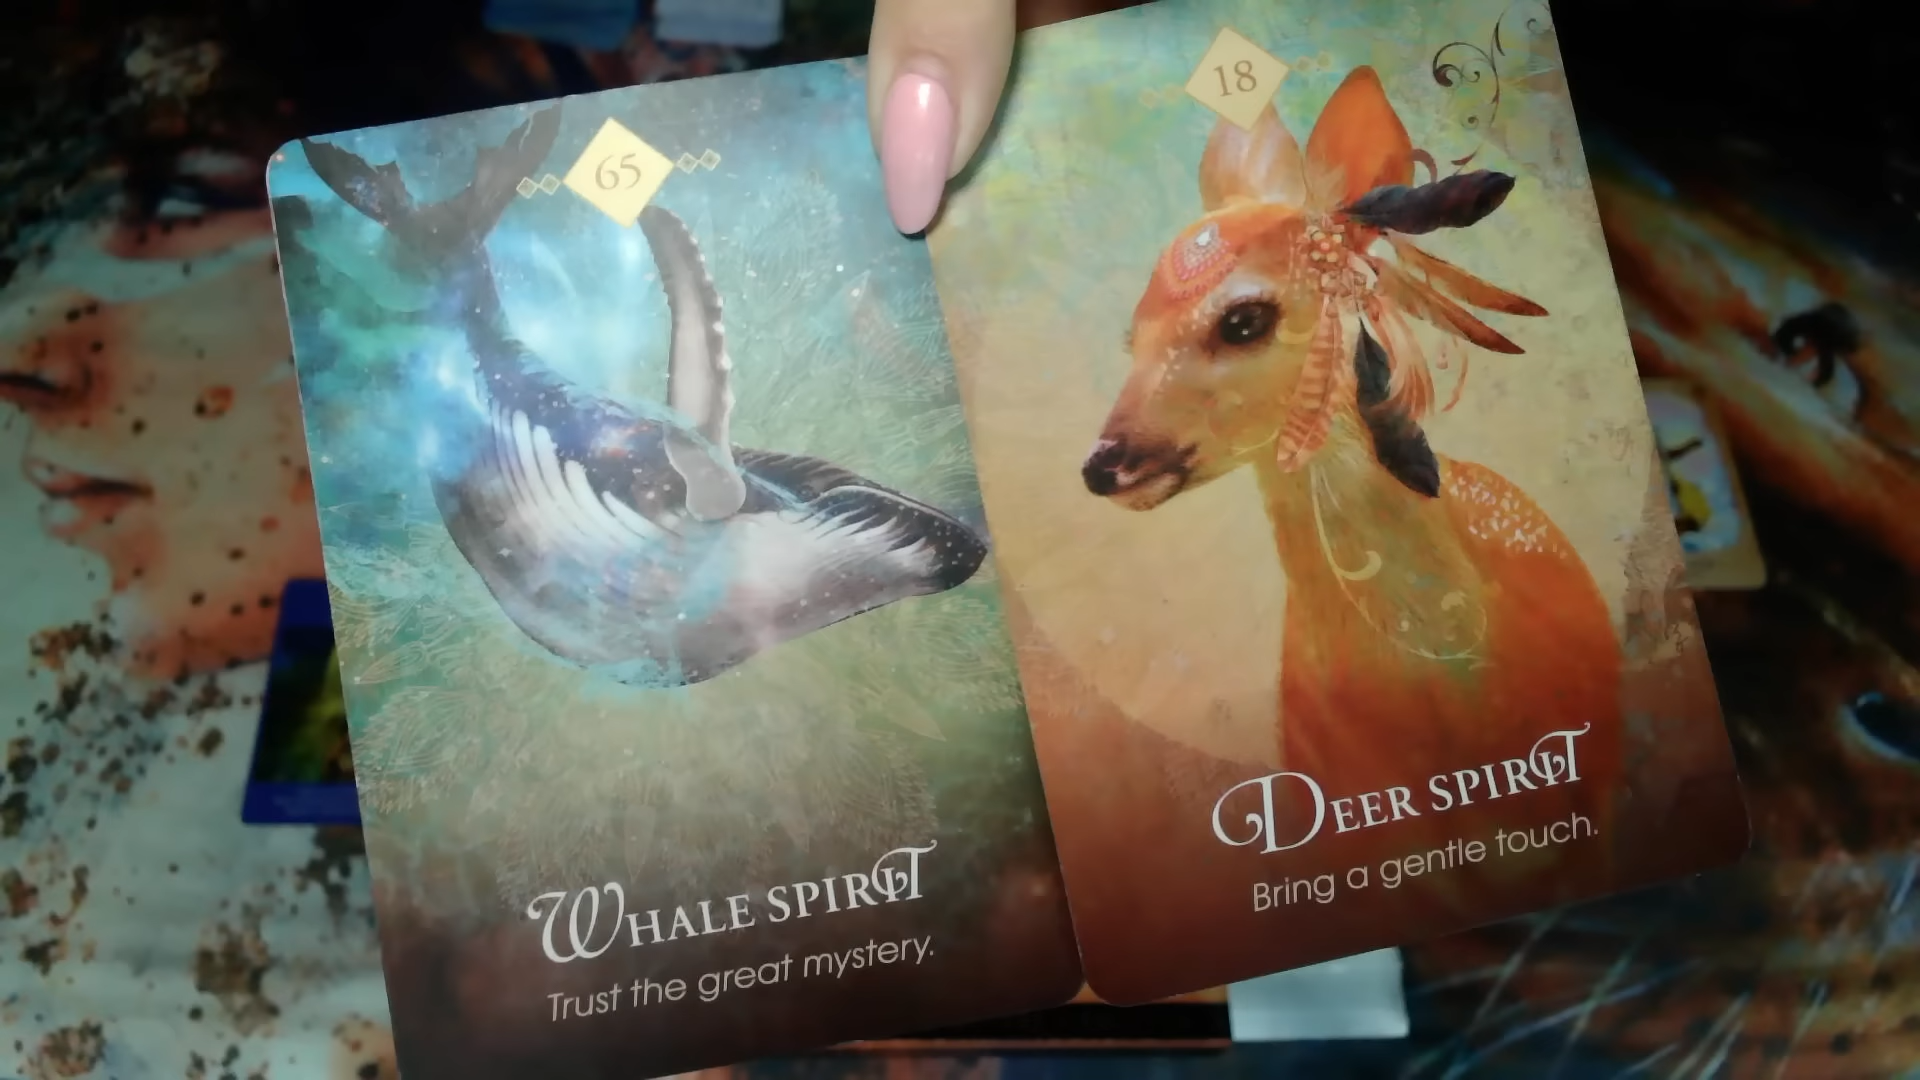 65
WHALE SPIRIT
Trust the great mystery.
18
DEER SPIRIT
Bring a gentle touch.